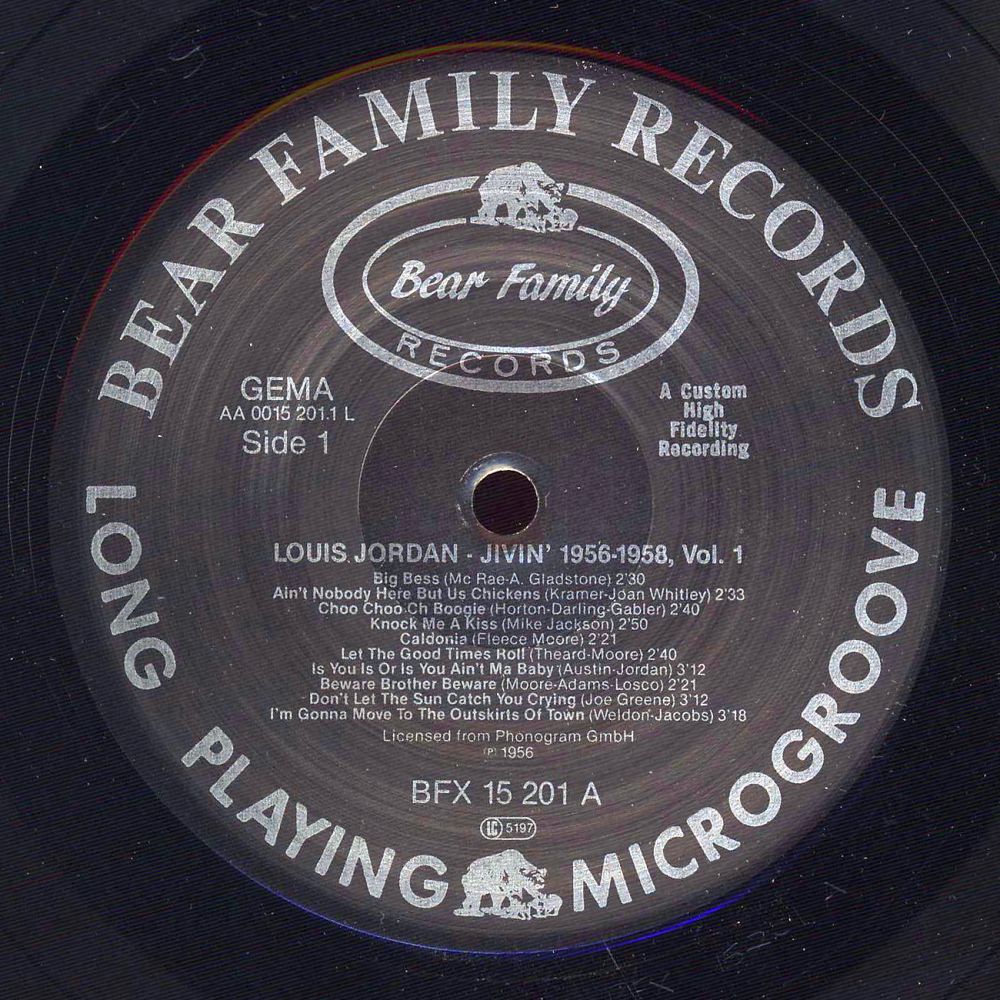 BEAR FAMILY RECORDS
Bear Family
RECORDS
GEMA
AA 0015 201.1 L
Side 1
A Custom
High
Fidelity
Recording
LOUIS JORDAN - JIVIN' 1956-1958, Vol. 1
Big Bess (Mc Rae-A. Gladstone) 2'30
Ain't Nobody Here But Us Chickens (Kramer-Joan Whitley) 2'33
Choo Choo Ch Boogie (Horton-Darling-Gabler) 2'40
Knock Me A Kiss (Mike Jackson) 2'50
Caldonia (Fleece Moore) 2'21
Let The Good Times Roll (Theard-Moore) 2'40
Is You Is Or Is You Ain't Ma Baby (Austin-Jordan) 3'12
Beware Brother Beware (Moore-Adams-Losco) 2'21
Don't Let The Sun Catch You Crying (Joe Greene) 3'12
I'm Gonna Move To The Outskirts Of Town (Weldon-Jacobs) 3'18
Licensed from Phonogram GmbH
℗ 1956
BFX 15 201 A
LC 5197
LONG PLAYING MICROGROOVE